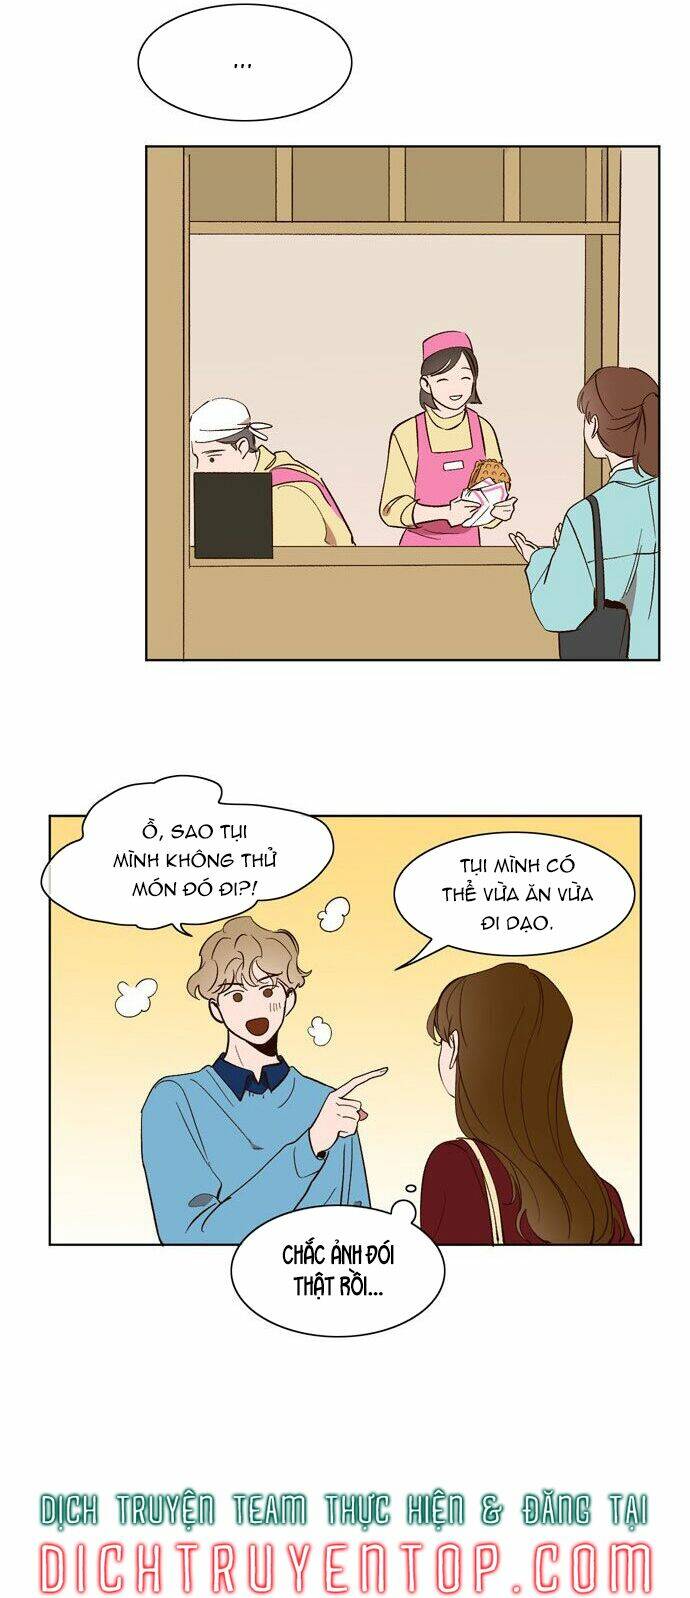 ...
Ồ, SAO TỤI
MÌNH KHÔNG THỬ
MÓN ĐÓ ĐI?!
TỤI MÌNH CÓ
THỂ VỪA ĂN VỪA
ĐI DẠO.
CHẮC ẢNH ĐÓI
THẬT RỒI...
DỊCH TRUYỆN TEAM THỰC HIỆN & ĐĂNG TẠI
DICHTRUYENTOP.COM